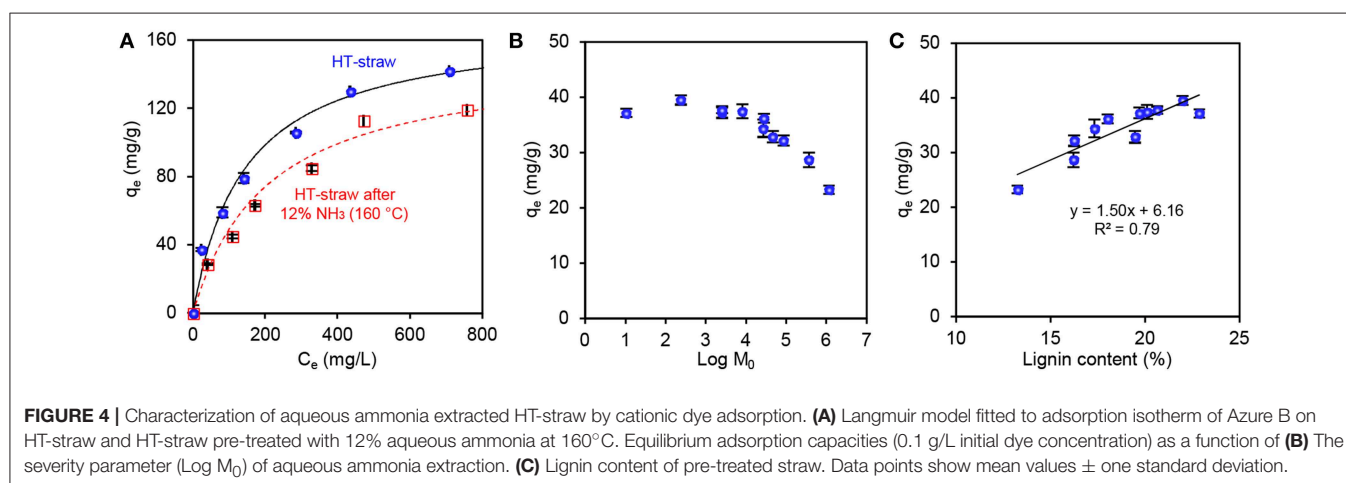 A
160
120
80
40
0
qe (mg/g)
HT-straw
HT-straw after
12% NH₃ (160 °C)
0 200 400 600 800
Ce (mg/L)
B
50
40
30
20
10
0
qe (mg/g)
0 1 2 3 4 5 6 7
Log M₀
C
50
40
30
20
10
0
qe (mg/g)
y = 1.50x + 6.16
R² = 0.79
10 15 20 25
Lignin content (%)
FIGURE 4 | Characterization of aqueous ammonia extracted HT-straw by cationic dye adsorption. (A) Langmuir model fitted to adsorption isotherm of Azure B on
HT-straw and HT-straw pre-treated with 12% aqueous ammonia at 160°C. Equilibrium adsorption capacities (0.1 g/L initial dye concentration) as a function of (B) The
severity parameter (Log M₀) of aqueous ammonia extraction. (C) Lignin content of pre-treated straw. Data points show mean values ± one standard deviation.